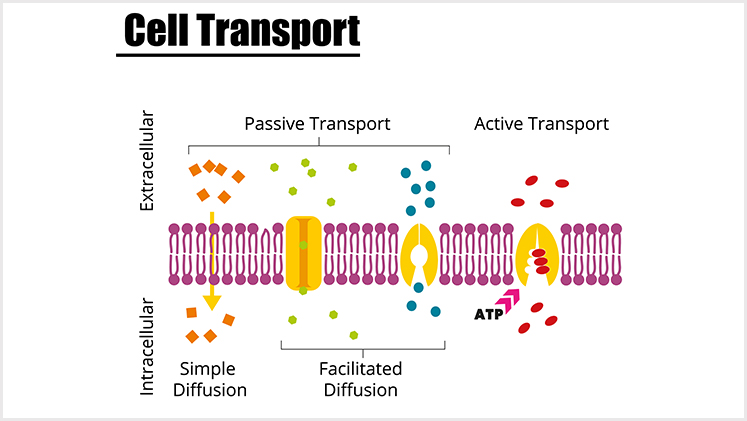 Cell Transport
Passive Transport
Active Transport
Extracellular
Intracellular
ATP
Simple
Diffusion
Facilitated
Diffusion